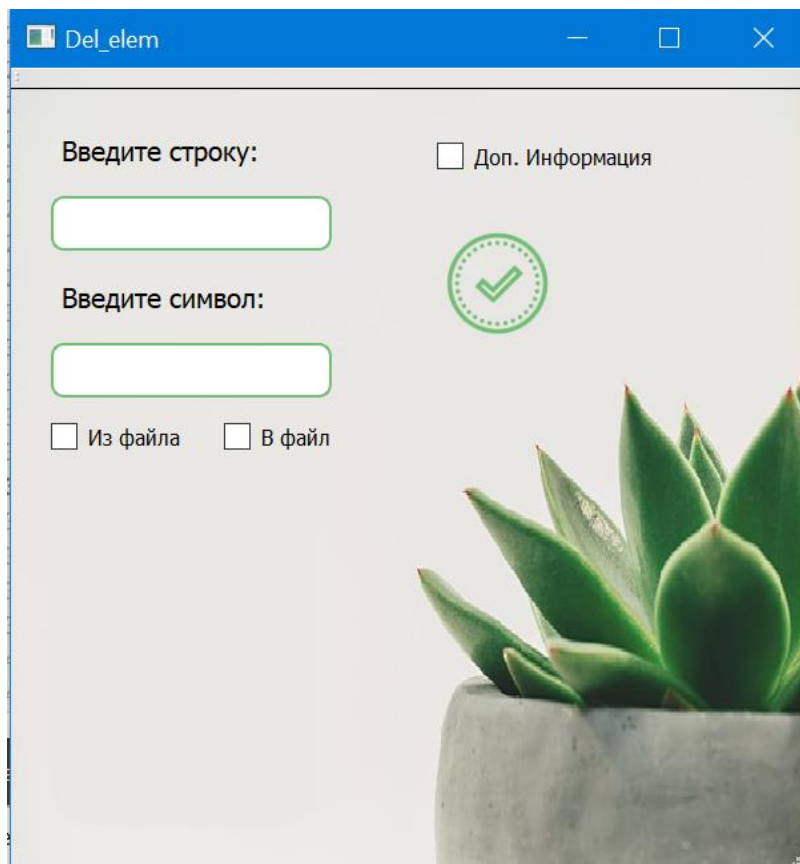 Del_elem
Введите строку:
Доп. Информация
Введите символ:
Из файла
В файл